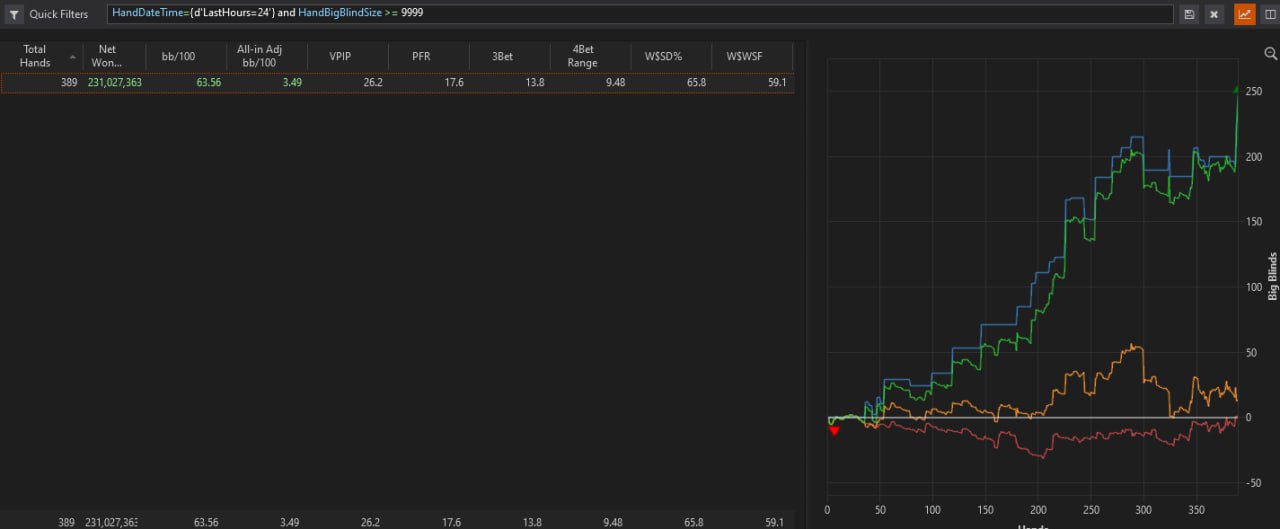 Quick Filters HandDateTime={d'LastHours=24'} and HandBigBlindSize >= 9999
Total Hands Net Won... bb/100 All-in Adj bb/100 VPIP PFR 3Bet 4Bet Range W$SD% W$WSF
389 231,027,363 63.56 3.49 26.2 17.6 13.8 9.48 65.8 59.1
250
200
150
100
50
0
-50
Big Blinds
0 50 100 150 200 250 300 350
Hands
389 231,027,363 63.56 3.49 26.2 17.6 13.8 9.48 65.8 59.1